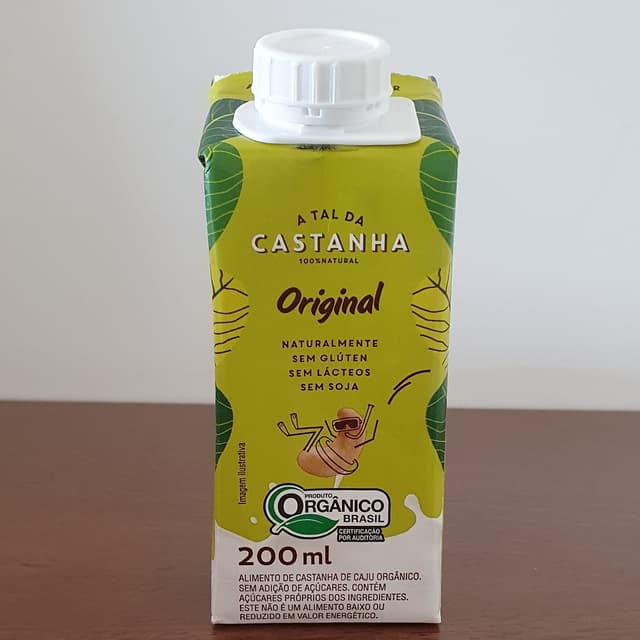 A TAL DA
CASTANHA
100%NATURAL
Original
NATURALMENTE
SEM GLÚTEN
SEM LÁCTEOS
SEM SOJA
Imagem ilustrativa
PRODUTO
ORGÂNICO
BRASIL
CERTIFICAÇÃO
POR AUDITORIA
200 ml
ALIMENTO DE CASTANHA DE CAJU ORGÂNICO.
SEM ADIÇÃO DE AÇÚCARES. CONTÉM
AÇÚCARES PRÓPRIOS DOS INGREDIENTES.
ESTE NÃO É UM ALIMENTO BAIXO OU
REDUZIDO EM VALOR ENERGÉTICO.